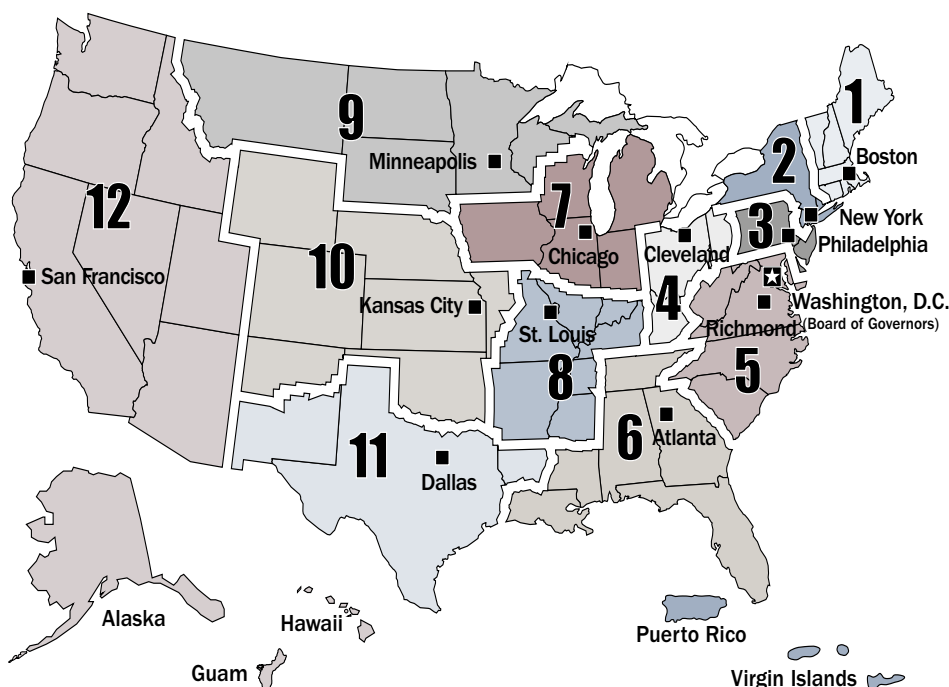 1
Boston
2
New York
3
Philadelphia
9
Minneapolis
7
Chicago
Cleveland
4
12
San Francisco
10
Kansas City
St. Louis
8
Washington, D.C.
(Board of Governors)
Richmond
5
6
Atlanta
11
Dallas
Alaska
Hawaii
Guam
Puerto Rico
Virgin Islands